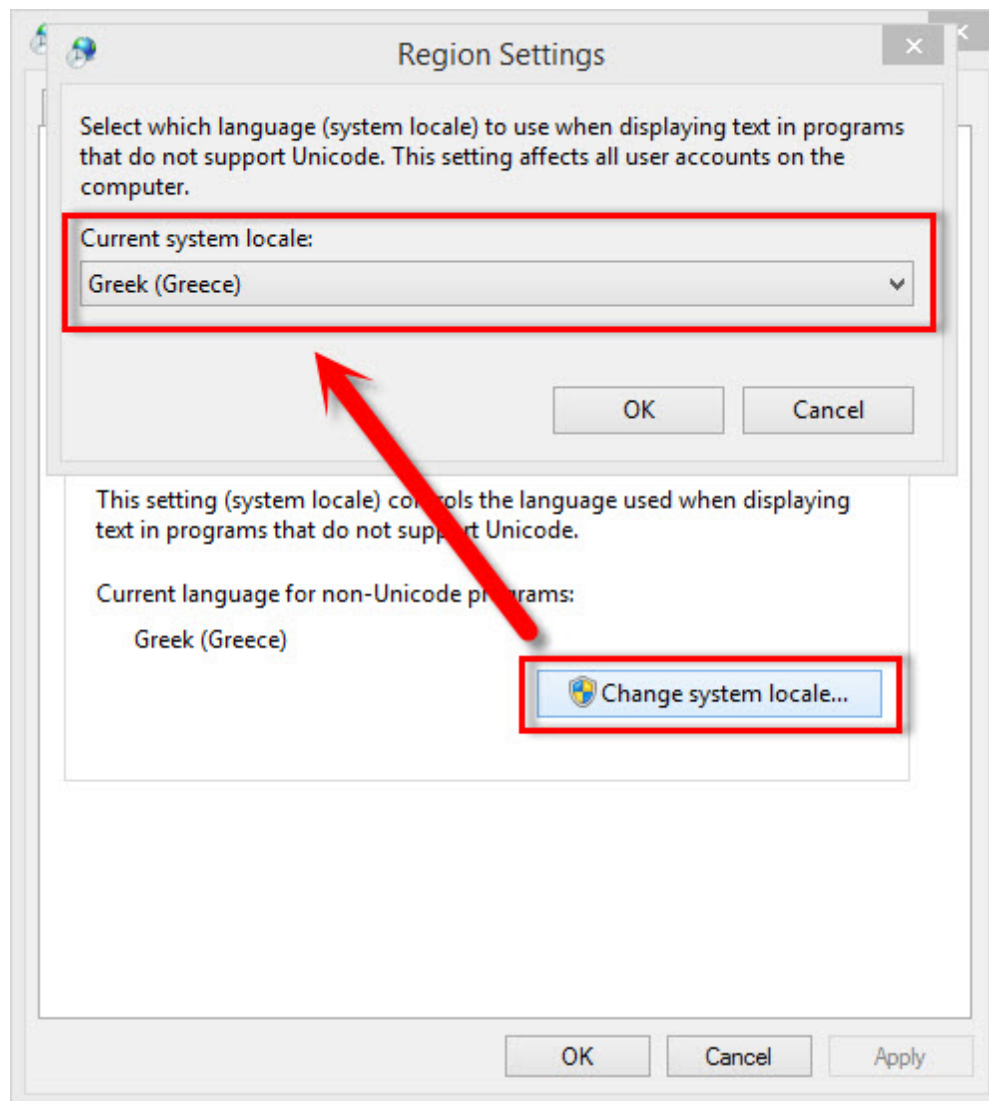 Region Settings
Select which language (system locale) to use when displaying text in programs
that do not support Unicode. This setting affects all user accounts on the
computer.
Current system locale:
Greek (Greece)
OK
Cancel
This setting (system locale) controls the language used when displaying
text in programs that do not support Unicode.
Current language for non-Unicode programs:
Greek (Greece)
Change system locale...
OK
Cancel
Apply